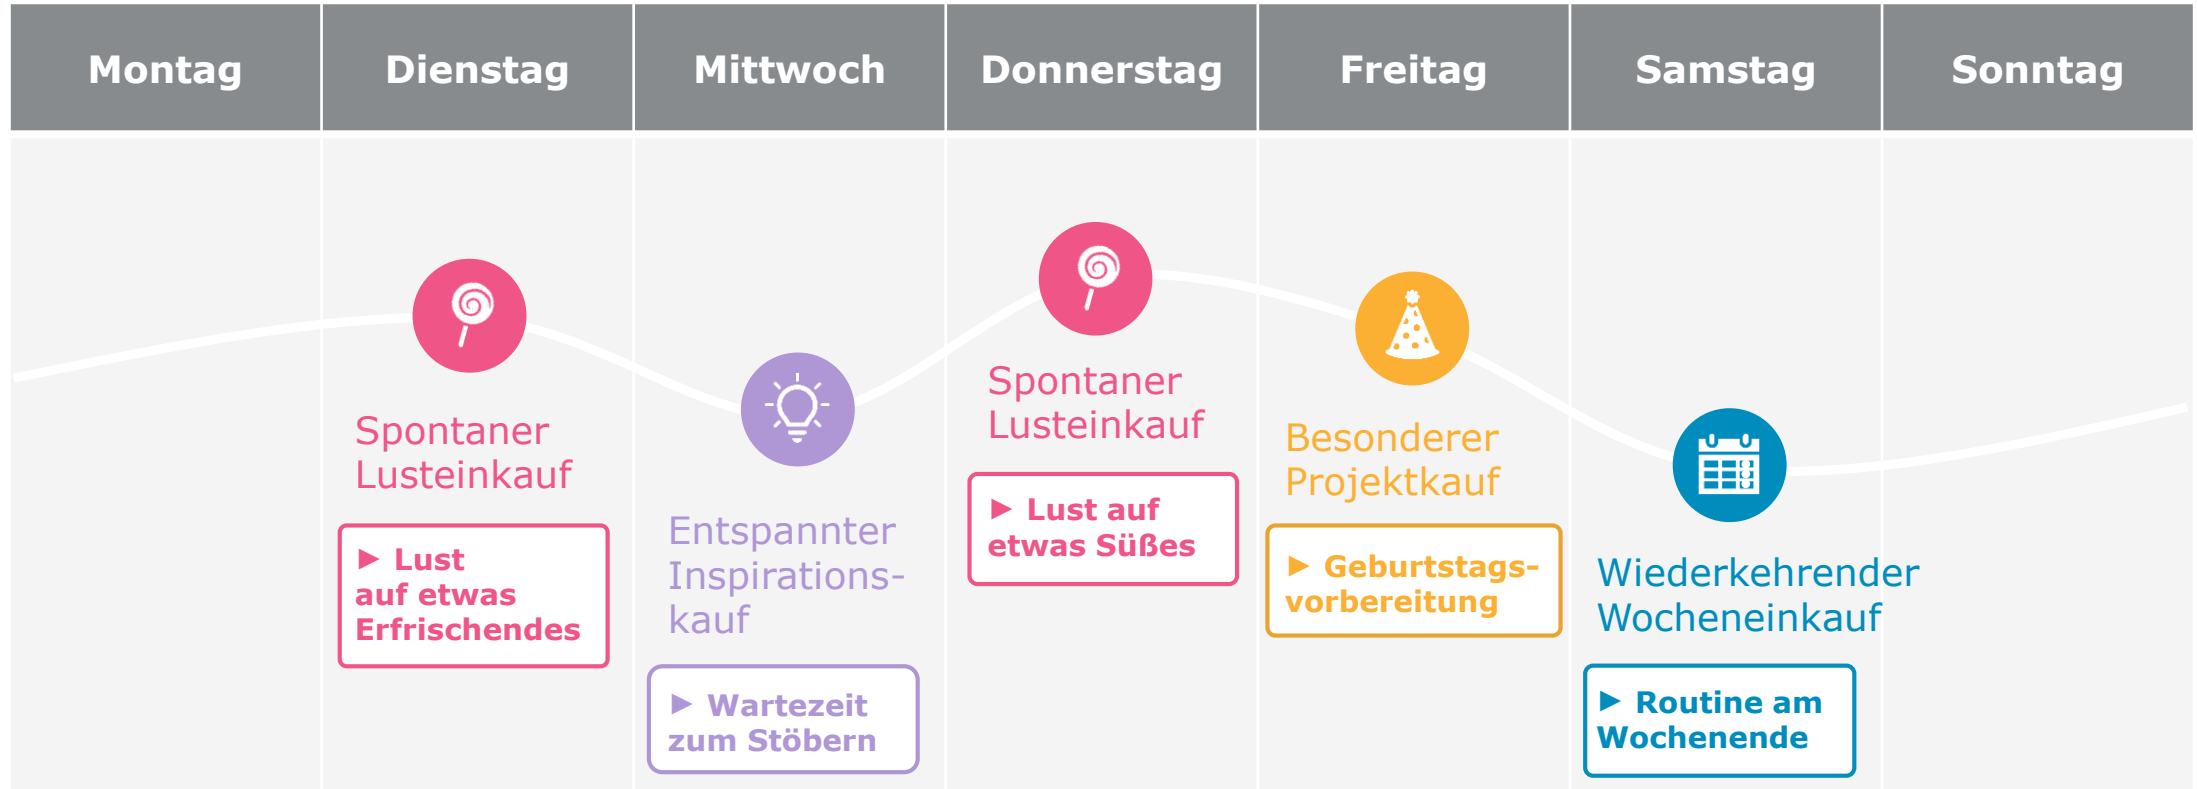 Montag
Dienstag
Mittwoch
Donnerstag
Freitag
Samstag
Sonntag
Spontaner
Lusteinkauf
► Lust
auf etwas
Erfrischendes
Entspannter
Inspirations-
kauf
► Wartezeit
zum Stöbern
Spontaner
Lusteinkauf
► Lust auf
etwas Süßes
Besonderer
Projektkauf
► Geburtstags-
vorbereitung
Wiederkehrender
Wocheneinkauf
► Routine am
Wochenende